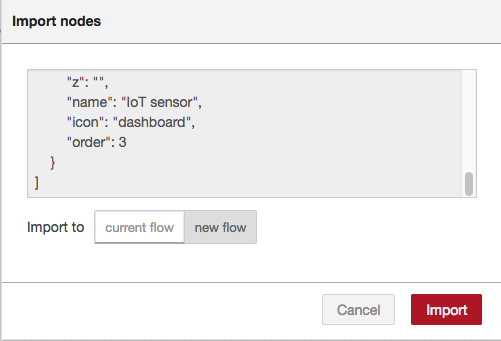 Import nodes
"z": "",
"name": "IoT sensor",
"icon": "dashboard",
"order": 3
}
]
Import to current flow new flow
Cancel Import